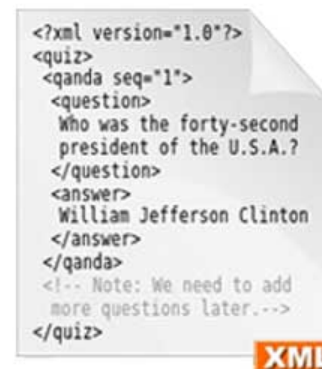 <?xml version="1.0"?>
<quiz>
<qanda seq="1">
<question>
Who was the forty-second
president of the U.S.A.?
</question>
<answer>
William Jefferson Clinton
</answer>
</qanda>
<!-- Note: We need to add
more questions later.-->
</quiz>
XML